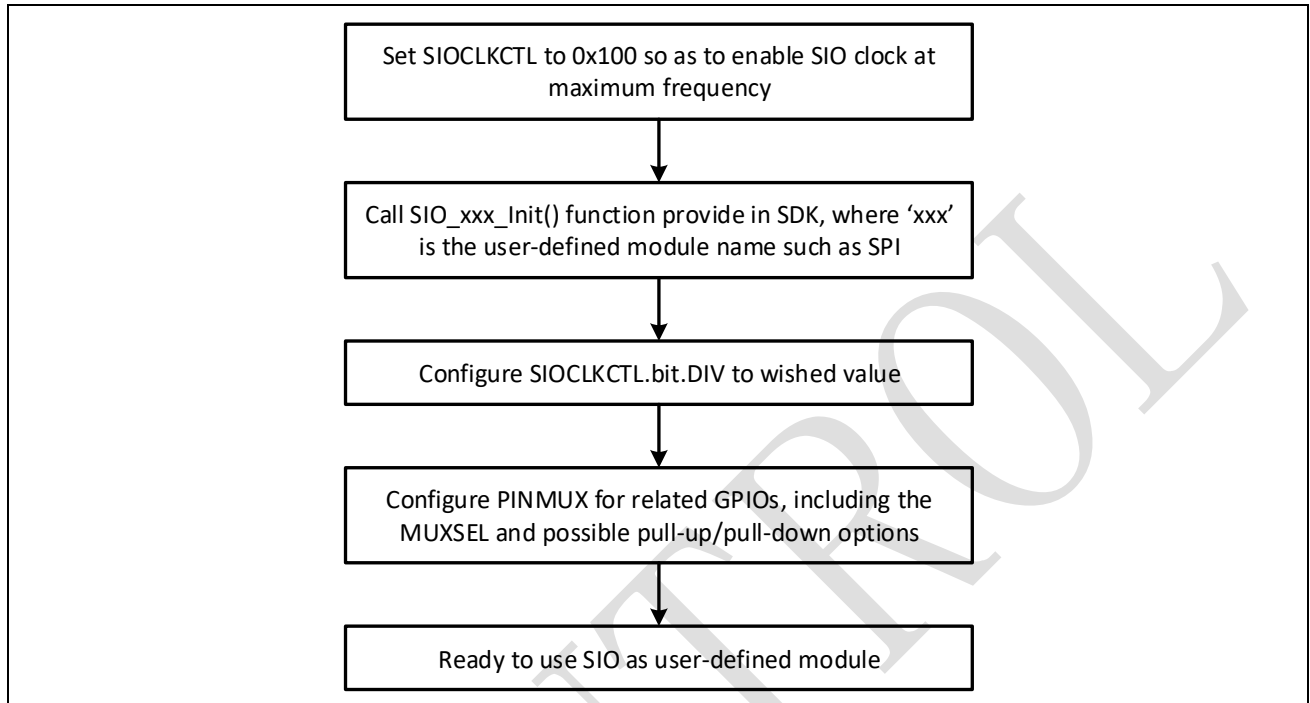 Set SIOCLKCTL to 0x100 so as to enable SIO clock at
maximum frequency
Call SIO_xxx_Init() function provide in SDK, where ‘xxx’
is the user-defined module name such as SPI
Configure SIOCLKCTL.bit.DIV to wished value
Configure PINMUX for related GPIOs, including the
MUXSEL and possible pull-up/pull-down options
Ready to use SIO as user-defined module
NTROL